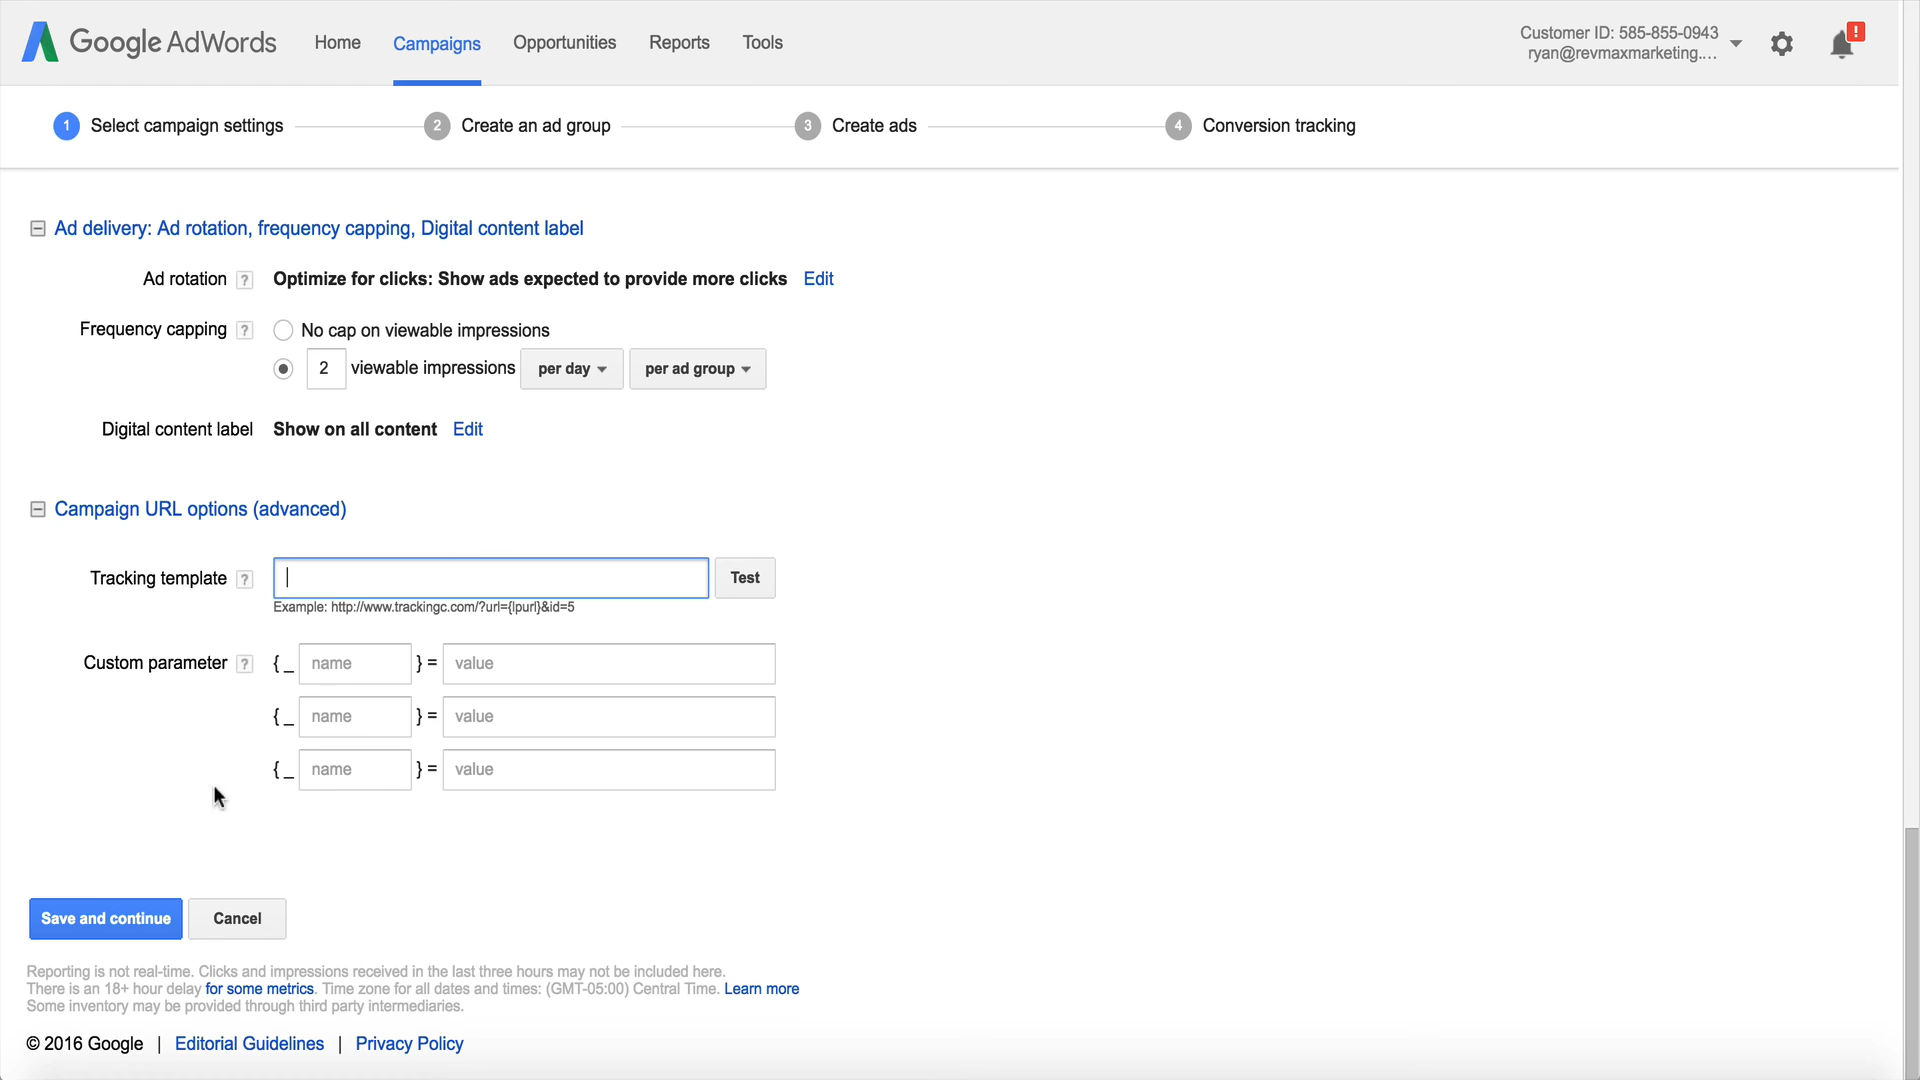 Google AdWords Home Campaigns Opportunities Reports Tools
Customer ID: 585-855-0943
ryan@revmaxmarketing....
!
1 Select campaign settings 2 Create an ad group 3 Create ads 4 Conversion tracking
Ad delivery: Ad rotation, frequency capping, Digital content label
Ad rotation ? Optimize for clicks: Show ads expected to provide more clicks Edit
Frequency capping ? No cap on viewable impressions
2 viewable impressions per day per ad group
Digital content label Show on all content Edit
Campaign URL options (advanced)
Tracking template ? Test
Example: http://www.trackingc.com/?url={lpurl}&id=5
Custom parameter ? {_ name } = value
{_ name } = value
{_ name } = value
Save and continue Cancel
Reporting is not real-time. Clicks and impressions received in the last three hours may not be included here.
There is an 18+ hour delay for some metrics. Time zone for all dates and times: (GMT-05:00) Central Time. Learn more
Some inventory may be provided through third party intermediaries.
© 2016 Google | Editorial Guidelines | Privacy Policy